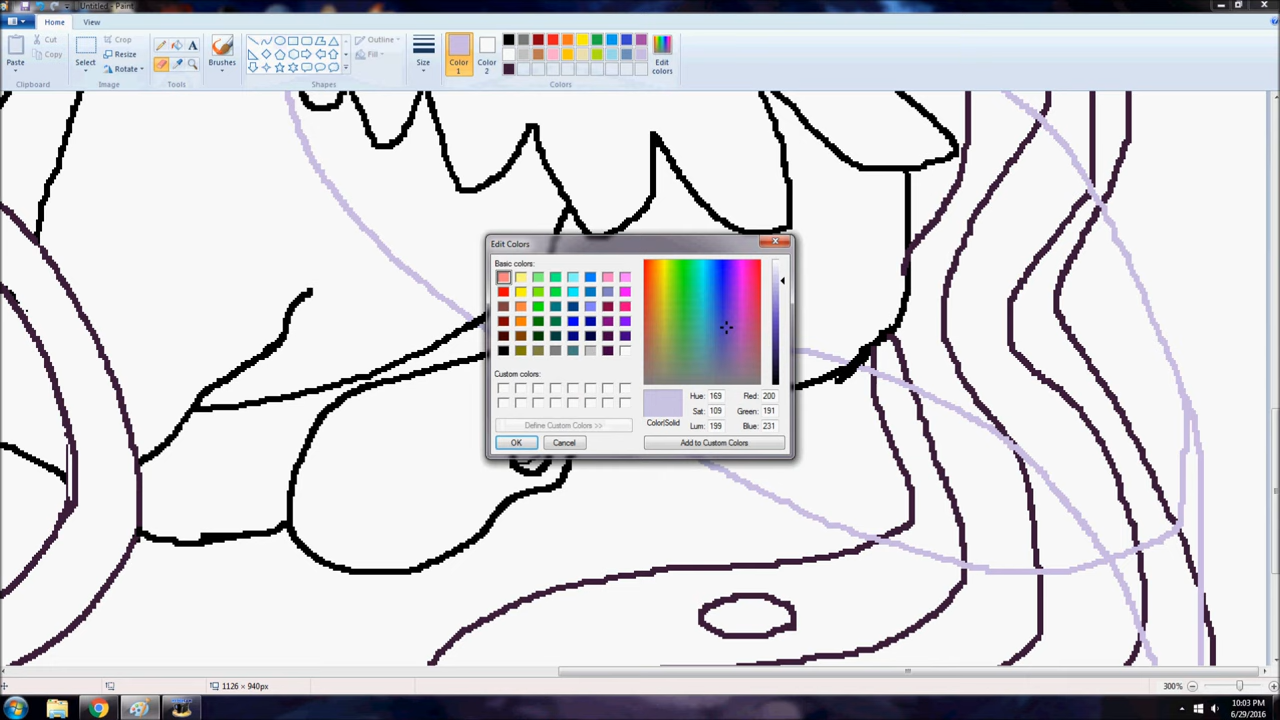 Untitled - Paint
Home
View
Paste
Cut
Copy
Clipboard
Select
Crop
Resize
Rotate
Image
Tools
Brushes
Shapes
Outline
Fill
Size
Color 1
Color 2
Edit colors
Colors
Edit Colors
Basic colors:
Custom colors:
Define Custom Colors >>
OK
Cancel
Color|Solid
Hue: 169
Sat: 109
Lum: 199
Red: 200
Green: 191
Blue: 231
Add to Custom Colors
1126 × 940px
300%
10:03 PM
6/29/2016